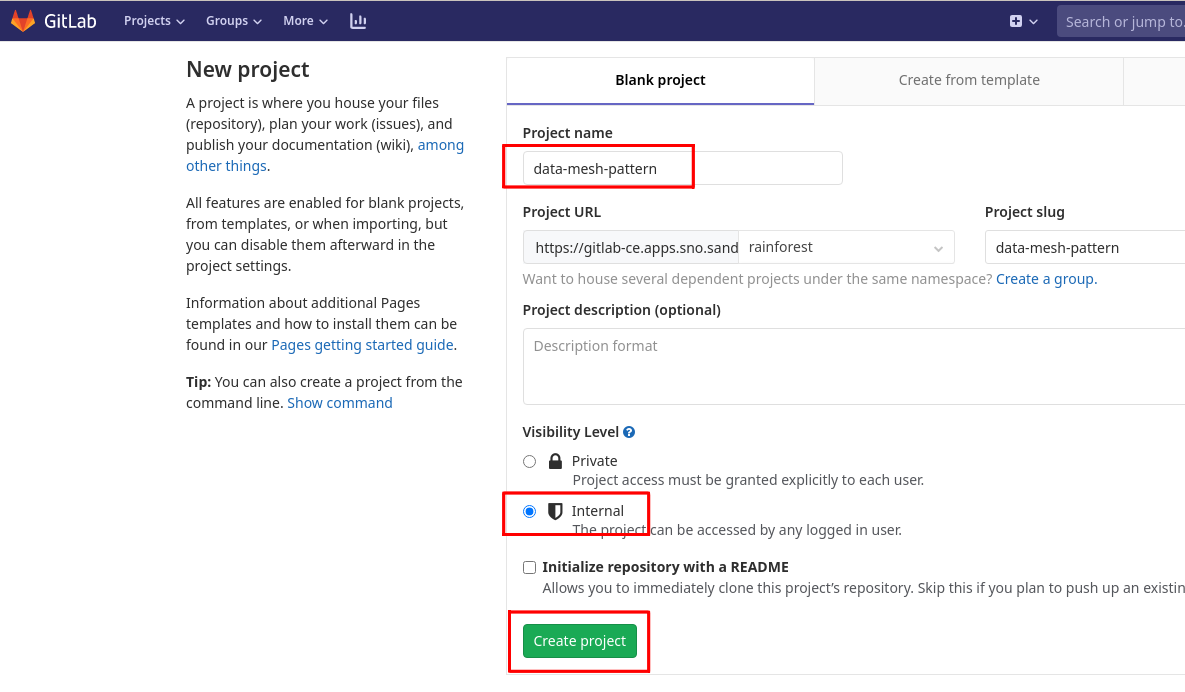 GitLab
Projects
Groups
More
Search or jump to.
New project
A project is where you house your files
(repository), plan your work (issues), and
publish your documentation (wiki), among
other things.
All features are enabled for blank projects,
from templates, or when importing, but
you can disable them afterward in the
project settings.
Information about additional Pages
templates and how to install them can be
found in our Pages getting started guide.
Tip: You can also create a project from the
command line. Show command
Blank project
Create from template
Project name
data-mesh-pattern
Project URL
https://gitlab-ce.apps.sno.sand
rainforest
Project slug
data-mesh-pattern
Want to house several dependent projects under the same namespace? Create a group.
Project description (optional)
Description format
Visibility Level ?
Private
Project access must be granted explicitly to each user.
Internal
The project can be accessed by any logged in user.
Initialize repository with a README
Allows you to immediately clone this project’s repository. Skip this if you plan to push up an existin
Create project